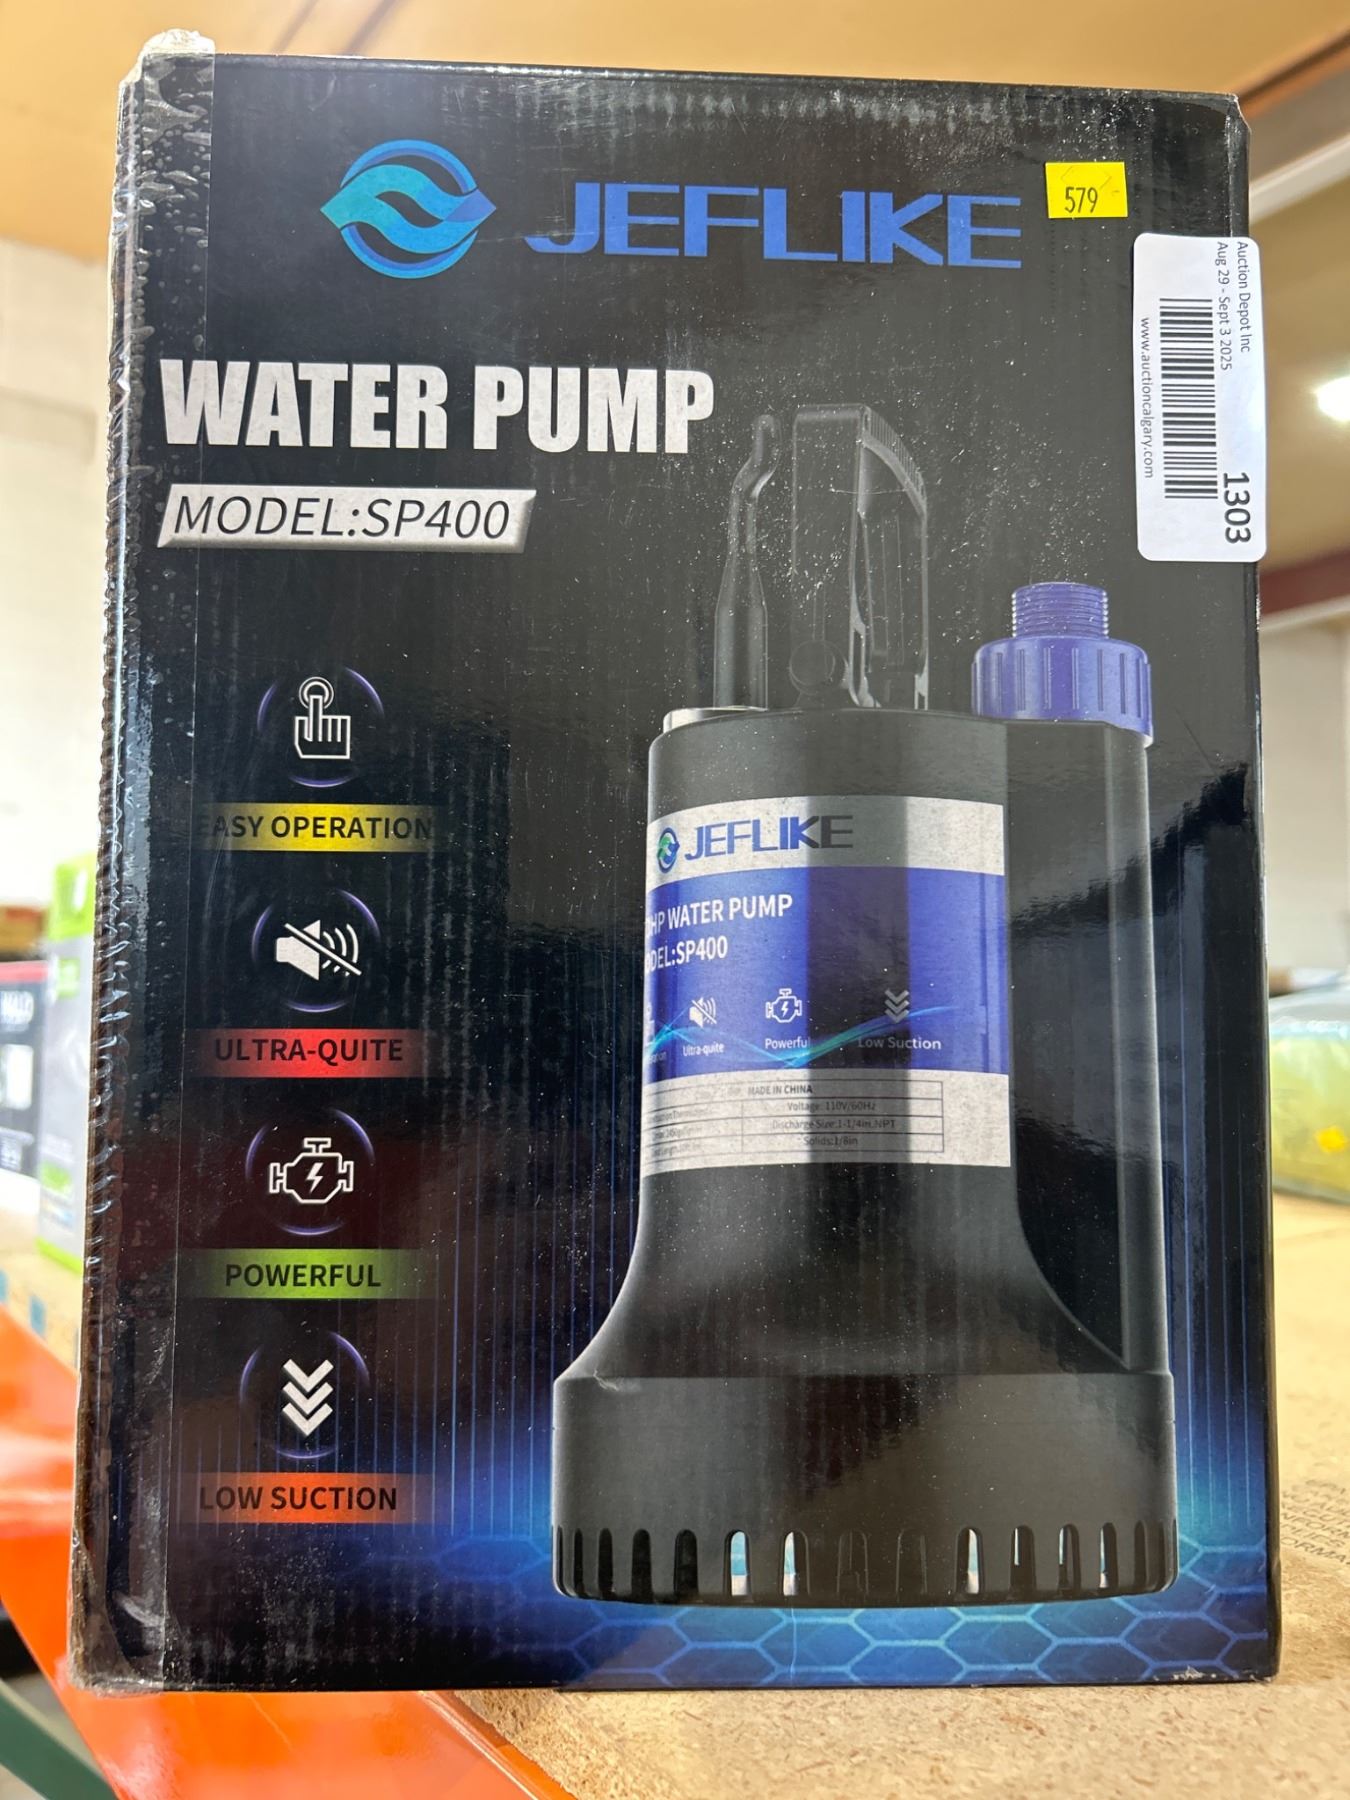 JEFLIKE
579
Auction Depot Inc
Aug 29 - Sept 3 2025
www.auctioncalgary.com
1303
WATER PUMP
MODEL:SP400
EASY OPERATION
ULTRA-QUITE
POWERFUL
LOW SUCTION
JEFLIKE
HP WATER PUMP
ODEL:SP400
Ultra-quite
Powerful
Low Suction
MADE IN CHINA
Voltage: 110V/60Hz
Discharge Size:1-1/4in.NPT
Solids:1/8in